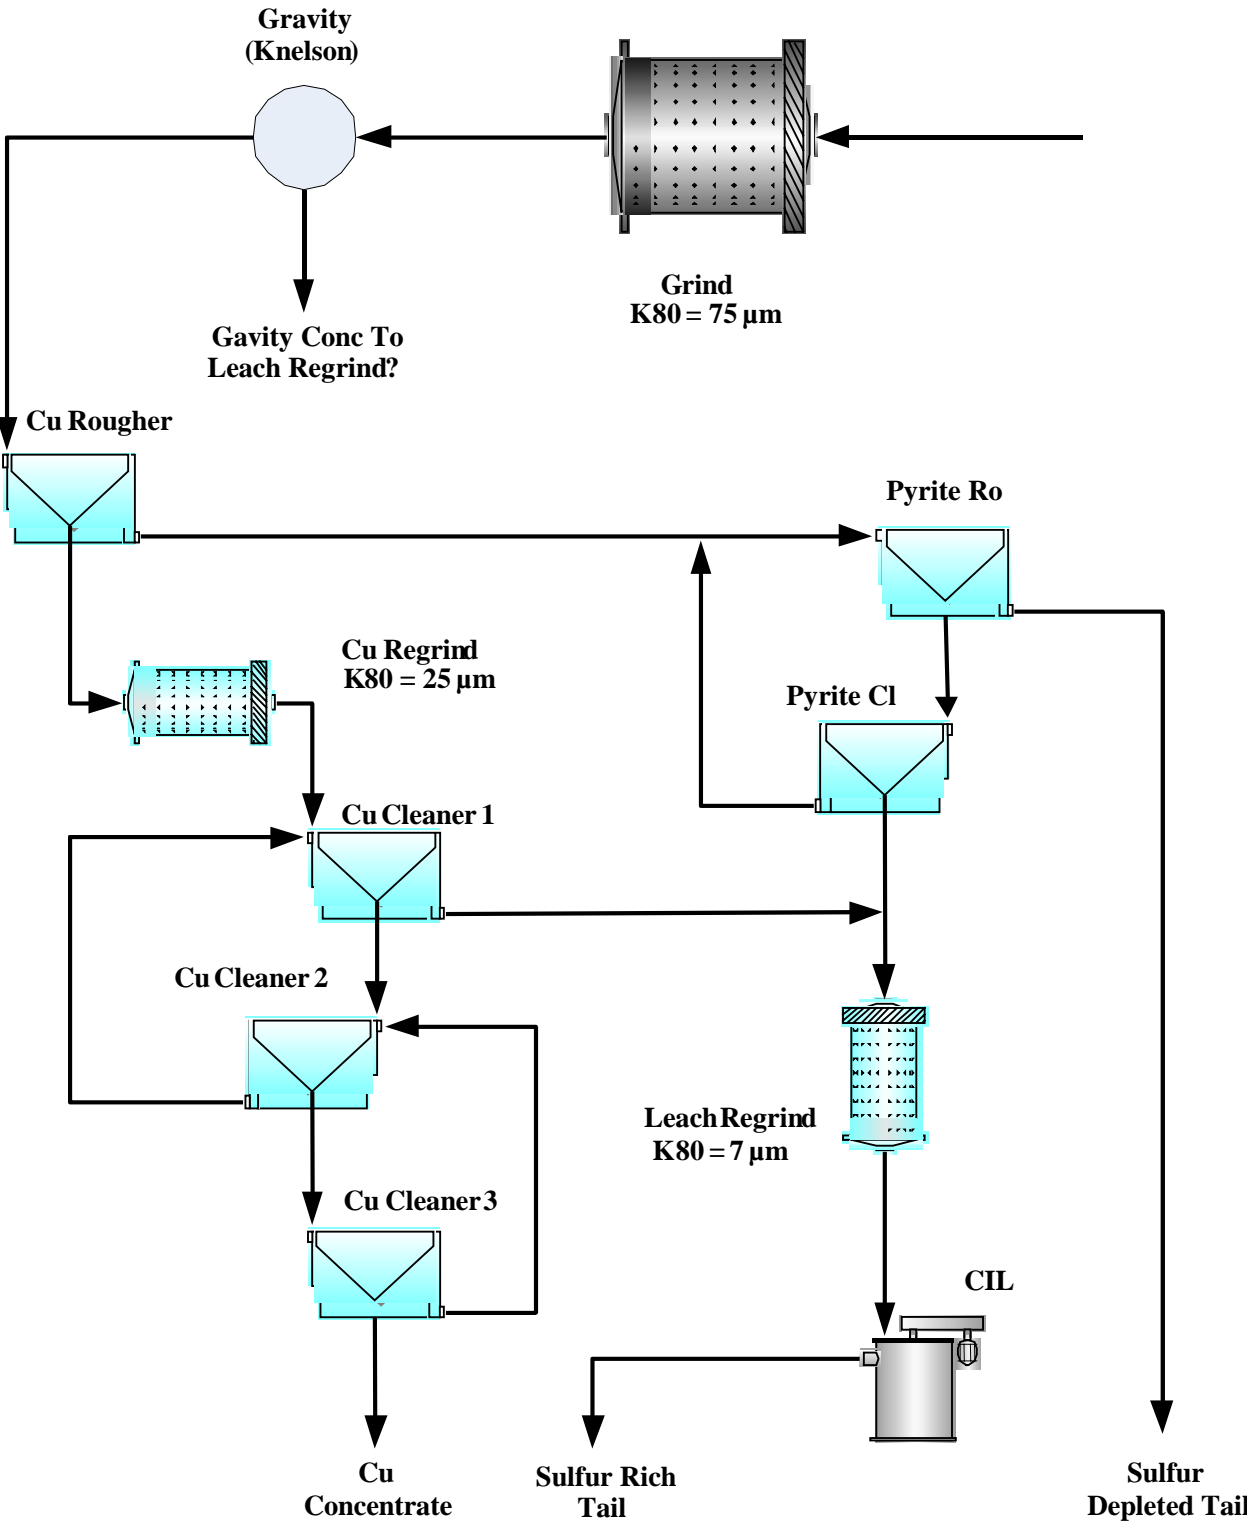 Gravity
(Knelson)
Grind
K80 = 75 µm
Gavity Conc To
Leach Regrind?
Cu Rougher
Pyrite Ro
Cu Regrind
K80 = 25 µm
Pyrite Cl
Cu Cleaner 1
Cu Cleaner 2
Leach Regrind
K80 = 7 µm
Cu Cleaner 3
CIL
Cu
Concentrate
Sulfur Rich
Tail
Sulfur
Depleted Tail